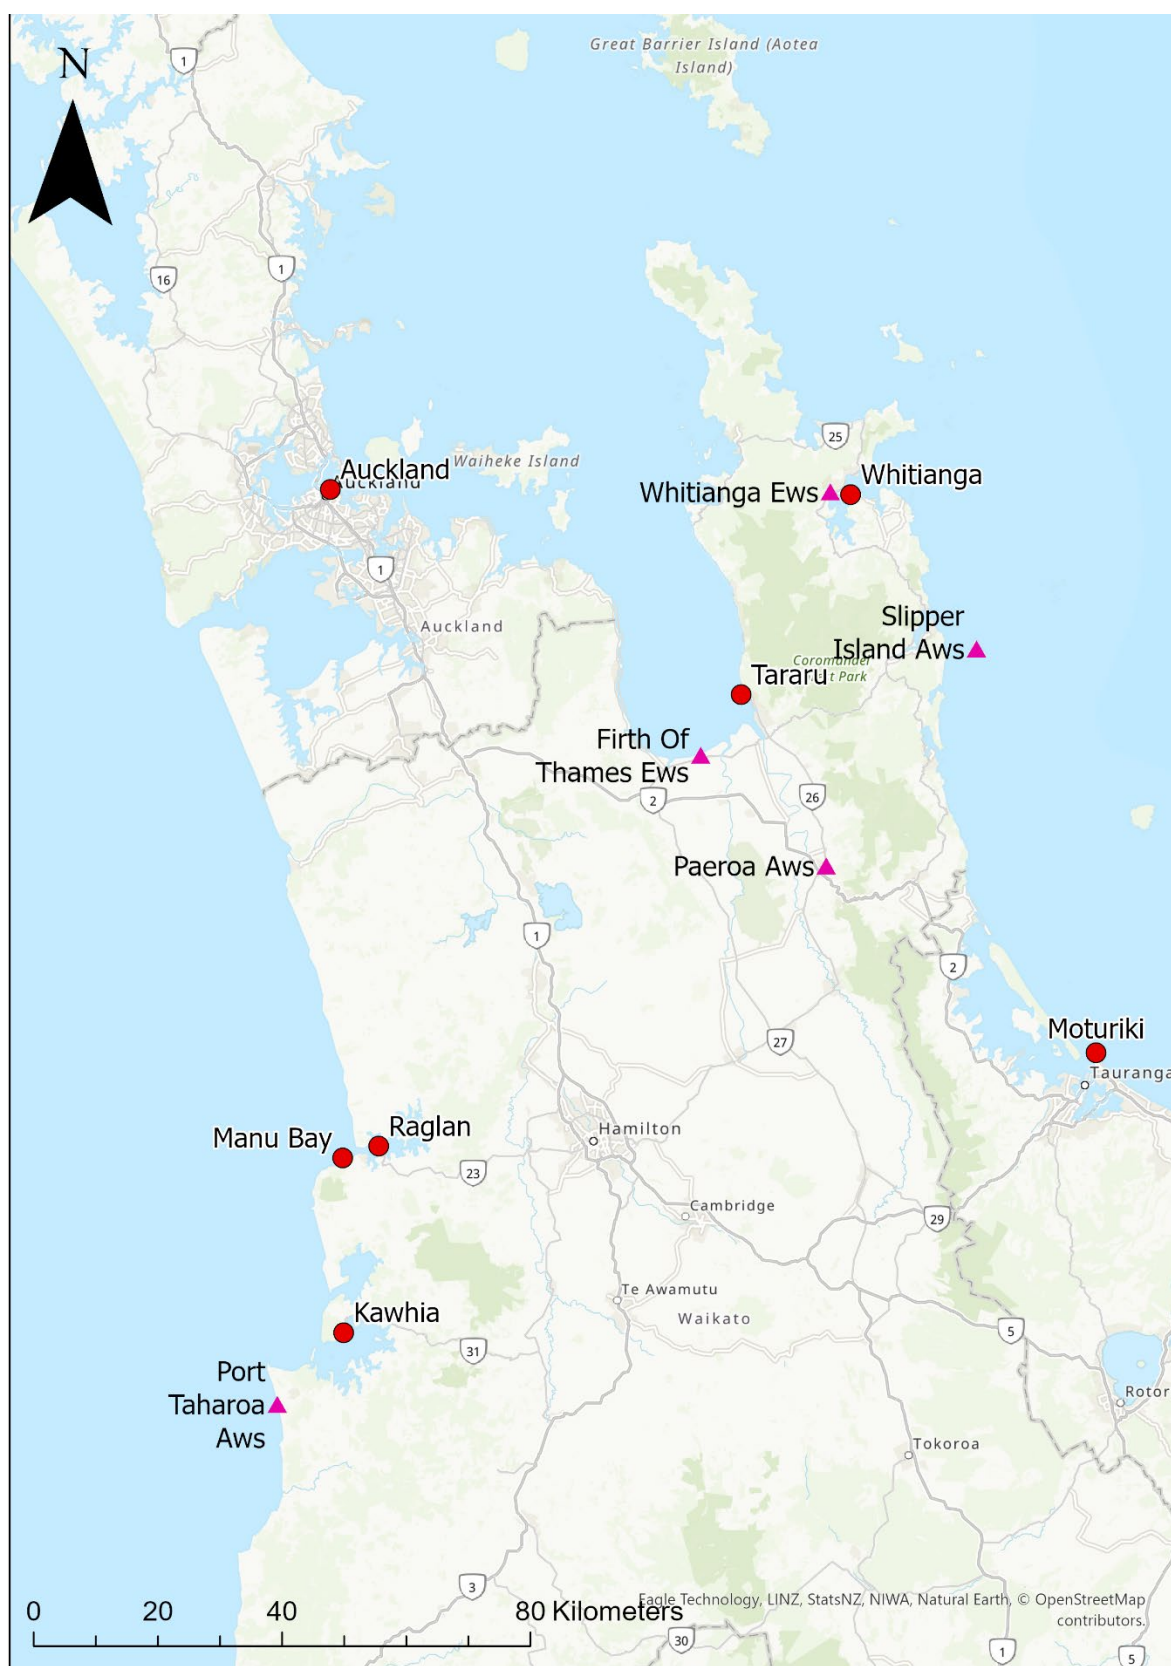 Great Barrier Island (Aotea
Island)
N
1
16
1
25
Auckland
Auckland
Waiheke Island
Whitianga
Whitianga Ews
1
Auckland
Slipper
Island Aws
Coromandel
Tararu
Firth Of
Thames Ews
2
26
Paeroa Aws
1
2
27
Moturiki
Tauranga
Raglan
Manu Bay
Hamilton
23
Cambridge
29
Te Awamutu
Waikato
Kawhia
5
31
Port
Taharoa
Aws
Rotor
Tokoroa
3
Eagle Technology, LINZ, StatsNZ, NIWA, Natural Earth, © OpenStreetMap
contributors.
0 20 40 80 Kilometers
30
1
5